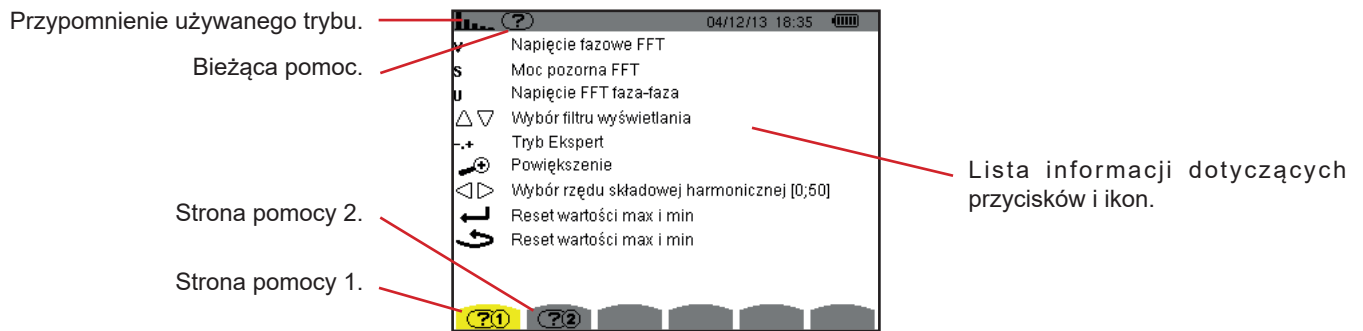 Przypomnienie używanego trybu.
Bieżąca pomoc.
Strona pomocy 2.
Strona pomocy 1.
? 04/12/13 18:35
V Napięcie fazowe FFT
S Moc pozorna FFT
U Napięcie FFT faza-faza
Wybór filtru wyświetlania
-.+ Tryb Ekspert
Powiększenie
Wybór rzędu składowej harmonicznej [0;50]
Reset wartości max i min
Reset wartości max i min
?1 ?2
Lista informacji dotyczących
przycisków i ikon.